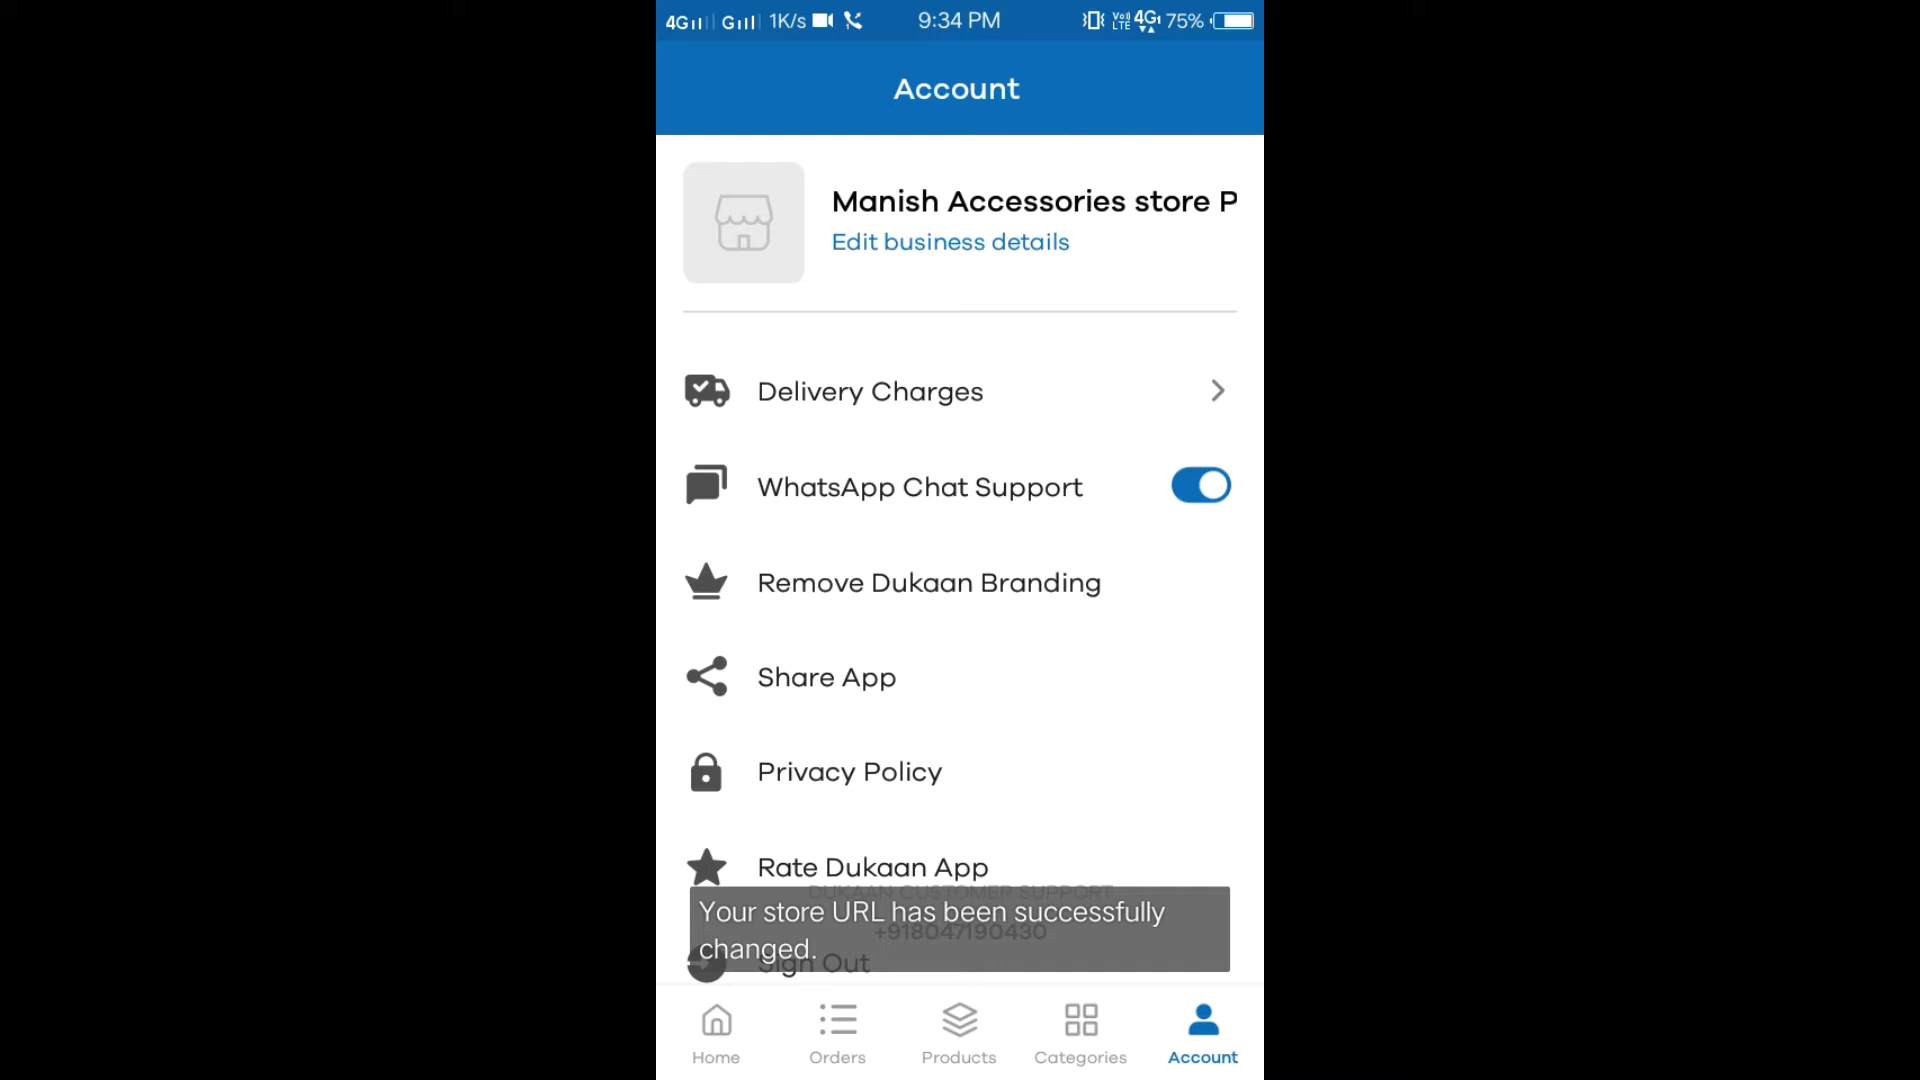 4G G 1K/s 9:34 PM VoLTE 4G 75%
Account
Manish Accessories store P
Edit business details
Delivery Charges
WhatsApp Chat Support
Remove Dukaan Branding
Share App
Privacy Policy
Rate Dukaan App
DUKAAN CUSTOMER SUPPORT
Your store URL has been successfully
+918047190430
changed.
Sign Out
Home Orders Products Categories Account